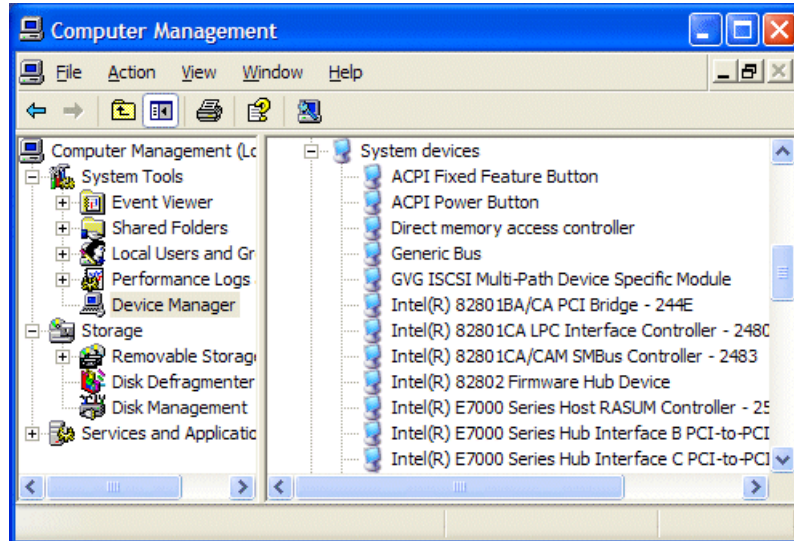 Computer Management
File Action View Window Help
Computer Management (Lo
System Tools
Event Viewer
Shared Folders
Local Users and Gr
Performance Logs
Device Manager
Storage
Removable Storag
Disk Defragmenter
Disk Management
Services and Applicatio
System devices
ACPI Fixed Feature Button
ACPI Power Button
Direct memory access controller
Generic Bus
GVG ISCSI Multi-Path Device Specific Module
Intel(R) 82801BA/CA PCI Bridge - 244E
Intel(R) 82801CA LPC Interface Controller - 2480
Intel(R) 82801CA/CAM SMBus Controller - 2483
Intel(R) 82802 Firmware Hub Device
Intel(R) E7000 Series Host RASUM Controller - 25
Intel(R) E7000 Series Hub Interface B PCI-to-PCI
Intel(R) E7000 Series Hub Interface C PCI-to-PCI